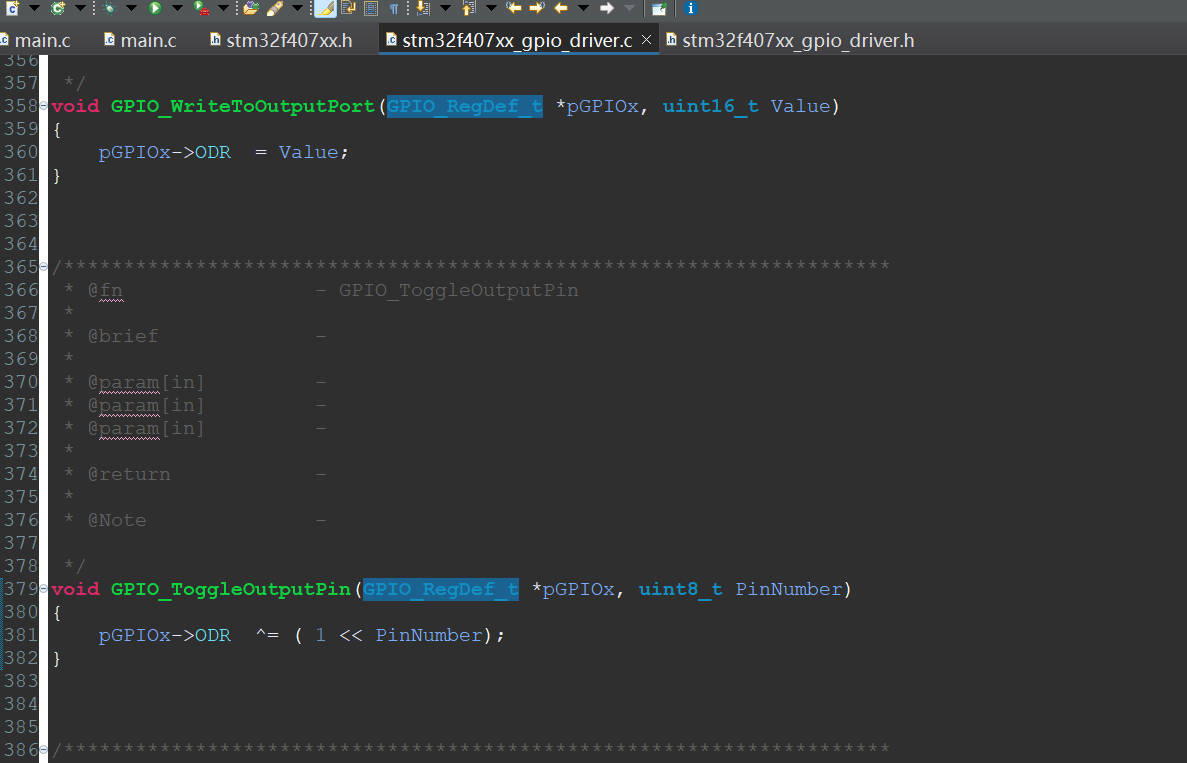 main.c main.c stm32f407xx.h stm32f407xx_gpio_driver.c stm32f407xx_gpio_driver.h
356
357 */
358 void GPIO_WriteToOutputPort(GPIO_RegDef_t *pGPIOx, uint16_t Value)
359 {
360 pGPIOx->ODR = Value;
361 }
362
363
364
365 /*********************************************************************
366 * @fn - GPIO_ToggleOutputPin
367 *
368 * @brief -
369 *
370 * @param[in] -
371 * @param[in] -
372 * @param[in] -
373 *
374 * @return -
375 *
376 * @Note -
377
378 */
379 void GPIO_ToggleOutputPin(GPIO_RegDef_t *pGPIOx, uint8_t PinNumber)
380 {
381 pGPIOx->ODR ^= ( 1 << PinNumber);
382 }
383
384
385
386 /*********************************************************************